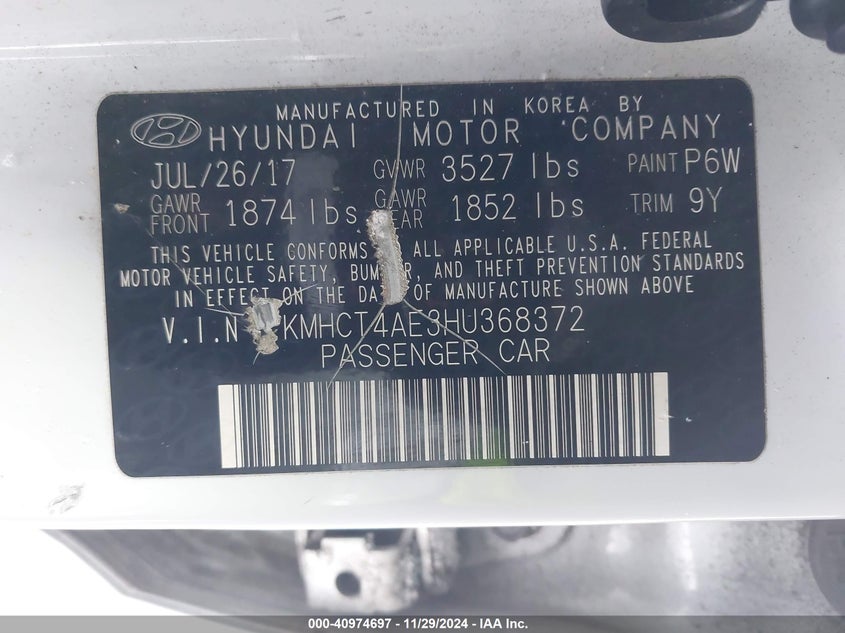 MANUFACTURED IN KOREA BY
HYUNDAI MOTOR COMPANY
JUL/26/17 GVWR 3527 lbs PAINT P6W
GAWR FRONT 1874 lbs GAWR REAR 1852 lbs TRIM 9Y
THIS VEHICLE CONFORMS ALL APPLICABLE U.S.A. FEDERAL
MOTOR VEHICLE SAFETY, BUMPER, AND THEFT PREVENTION STANDARDS
IN EFFECT ON THE DATE OF MANUFACTURE SHOWN ABOVE
V.I.N KMHCT4AE3HU368372
PASSENGER CAR
000-40974697 - 11/29/2024 - IAA Inc.